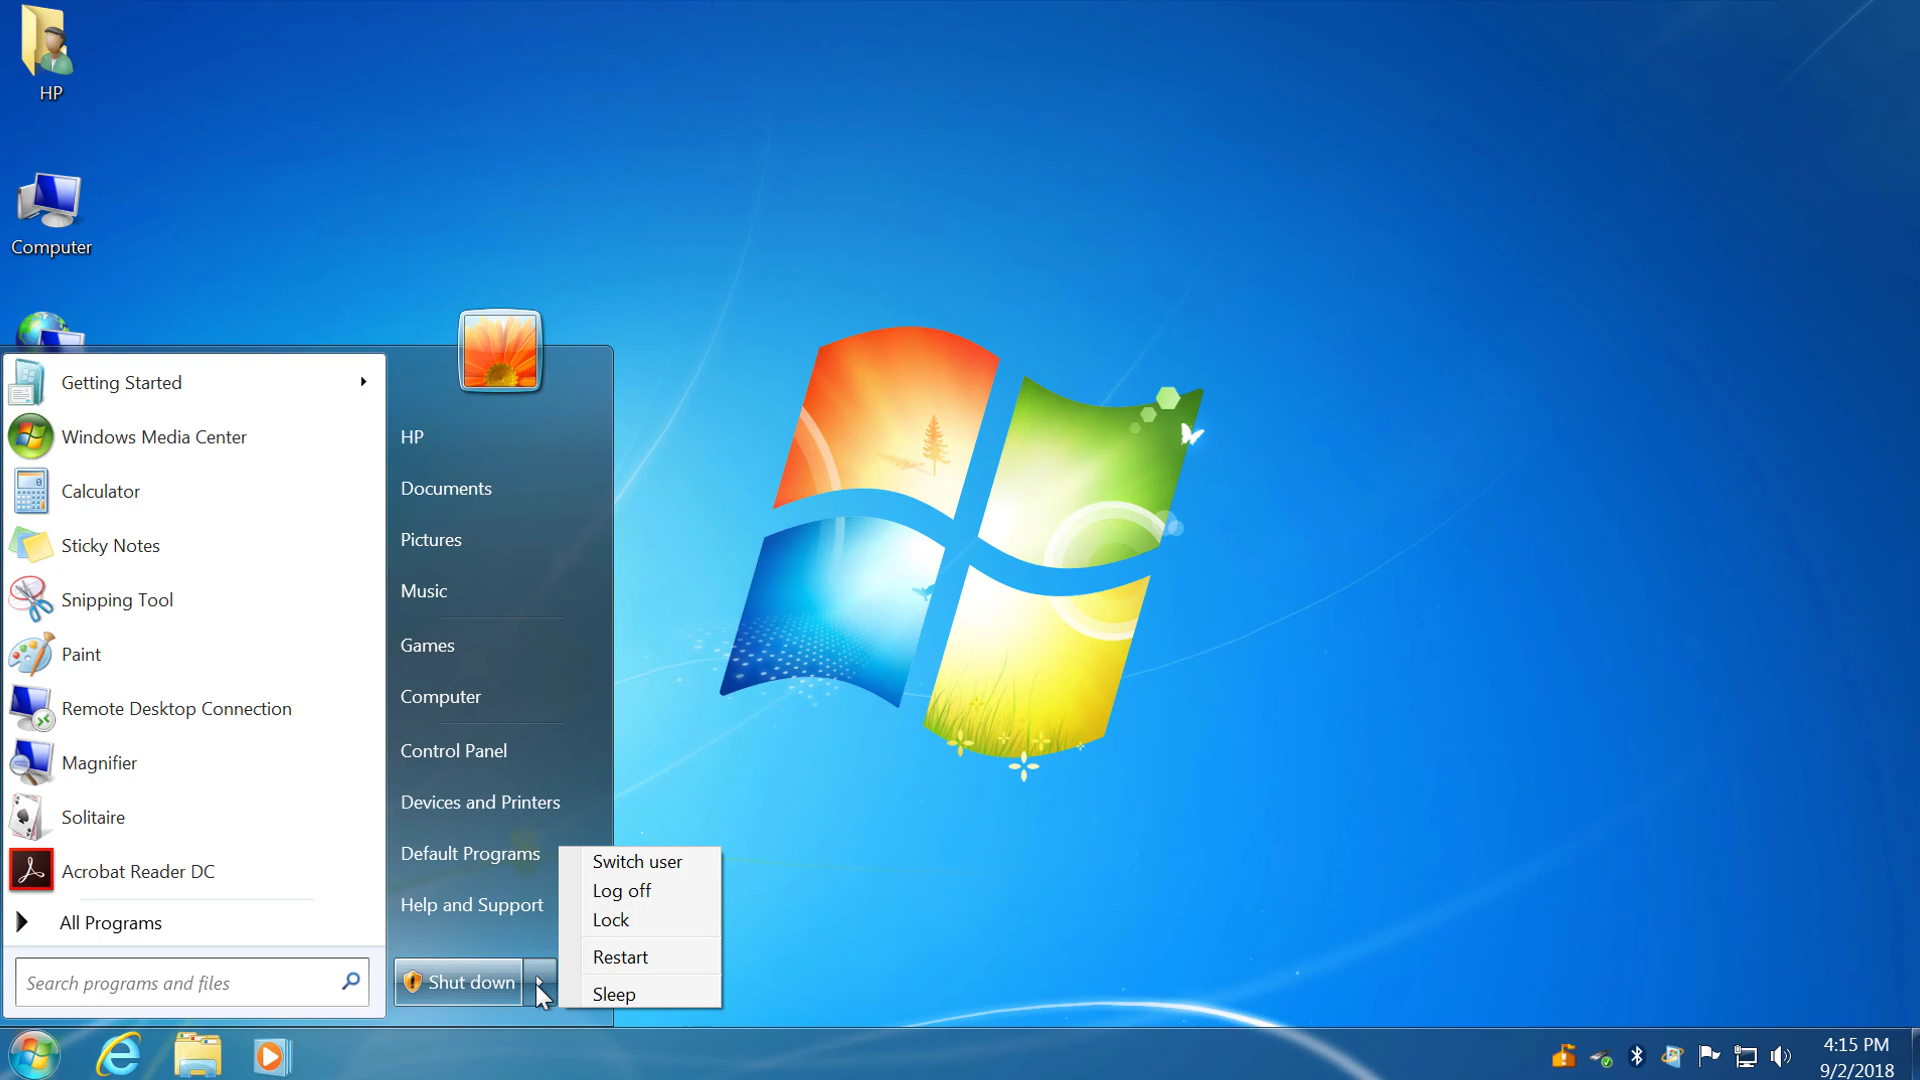 HP
Computer
Getting Started
Windows Media Center
Calculator
Sticky Notes
Snipping Tool
Paint
Remote Desktop Connection
Magnifier
Solitaire
Acrobat Reader DC
All Programs
Search programs and files
HP
Documents
Pictures
Music
Games
Computer
Control Panel
Devices and Printers
Default Programs
Help and Support
Shut down
Switch user
Log off
Lock
Restart
Sleep
4:15 PM
9/2/2018